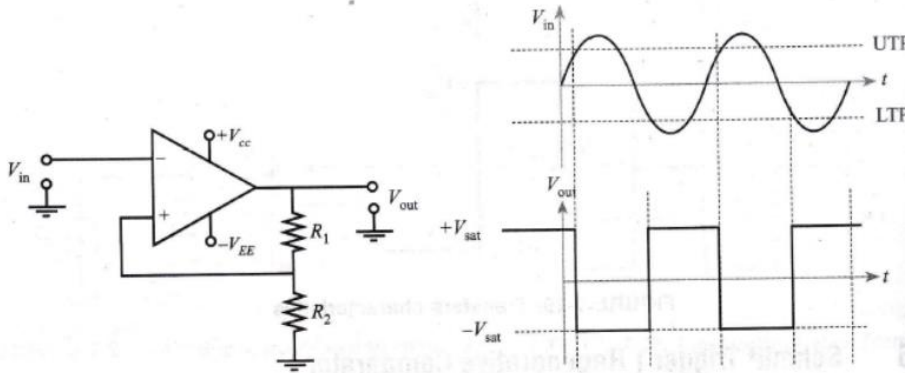 V_in
−
+
+V_cc
−V_EE
R_1
R_2
V_out
V_in
UTP
t
LTP
V_out
+V_sat
t
−V_sat